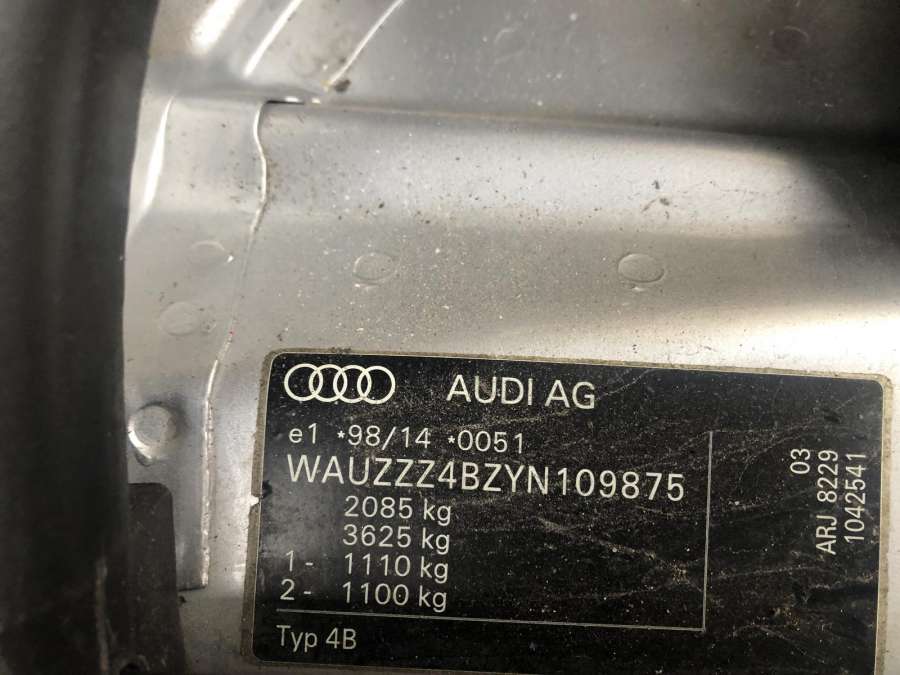 AUDI AG
e1 *98/14 *0051
WAUZZZ4BZYN109875
2085 kg
3625 kg
1 - 1110 kg
2 - 1100 kg
Typ 4B
03
ARJ 8229
1042541